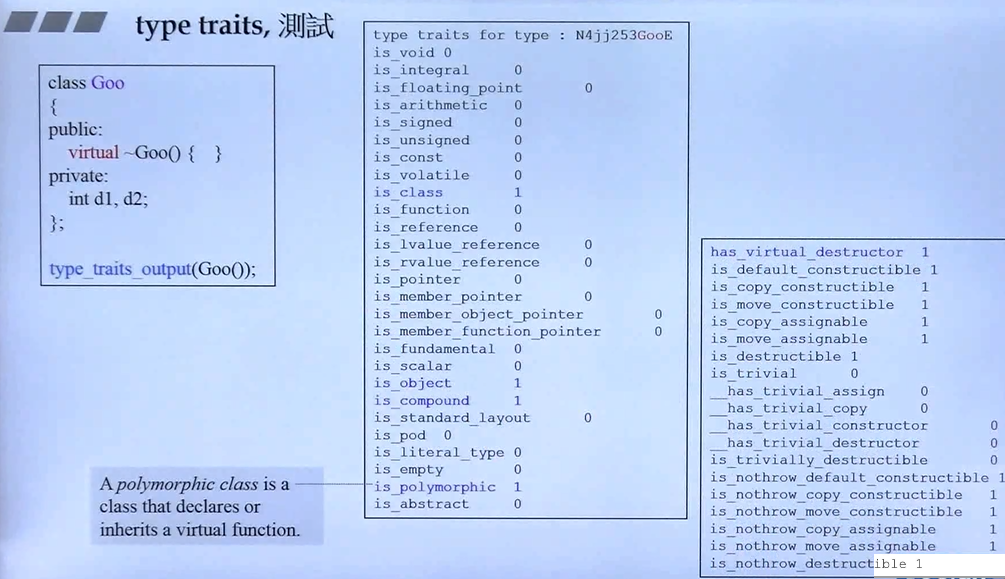 type traits, 測試
class Goo
{
public:
virtual ~Goo() { }
private:
int d1, d2;
};
type_traits_output(Goo());
A polymorphic class is a
class that declares or
inherits a virtual function.
type traits for type : N4jj253GooE
is_void 0
is_integral 0
is_floating_point 0
is_arithmetic 0
is_signed 0
is_unsigned 0
is_const 0
is_volatile 0
is_class 1
is_function 0
is_reference 0
is_lvalue_reference 0
is_rvalue_reference 0
is_pointer 0
is_member_pointer 0
is_member_object_pointer 0
is_member_function_pointer 0
is_fundamental 0
is_scalar 0
is_object 1
is_compound 1
is_standard_layout 0
is_pod 0
is_literal_type 0
is_empty 0
is_polymorphic 1
is_abstract 0
has_virtual_destructor 1
is_default_constructible 1
is_copy_constructible 1
is_move_constructible 1
is_copy_assignable 1
is_move_assignable 1
is_destructible 1
is_trivial 0
__has_trivial_assign 0
__has_trivial_copy 0
__has_trivial_constructor 0
__has_trivial_destructor 0
is_trivially_destructible 0
is_nothrow_default_constructible 1
is_nothrow_copy_constructible 1
is_nothrow_move_constructible 1
is_nothrow_copy_assignable 1
is_nothrow_move_assignable 1
is_nothrow_destructible 1